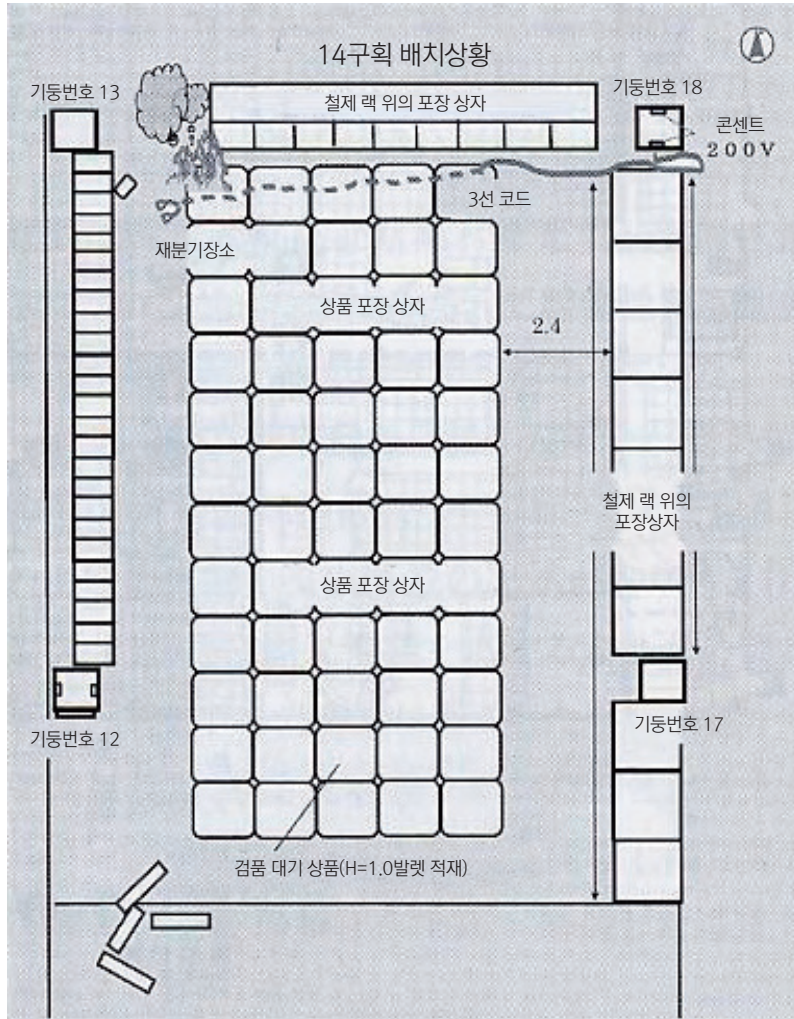 14구획 배치상황
기둥번호 13
철제 랙 위의 포장 상자
기둥번호 18
콘센트
200V
3선 코드
재분기장소
상품 포장 상자
2.4
철제 랙 위의
포장상자
상품 포장 상자
기둥번호 12
기둥번호 17
검품 대기 상품(H=1.0발렛 적재)